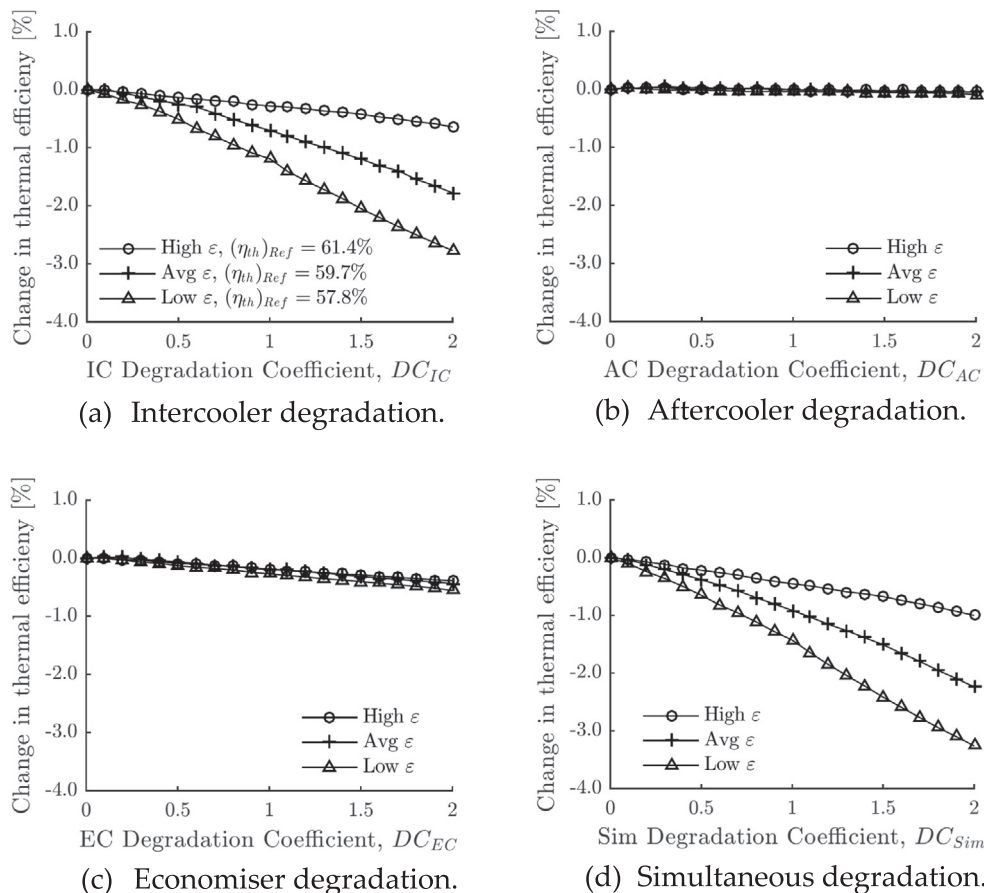 Change in thermal efficieny [%]
1.0
0.0
-1.0
-2.0
-3.0
-4.0
High ε, (η_th)_Ref = 61.4%
Avg ε, (η_th)_Ref = 59.7%
Low ε, (η_th)_Ref = 57.8%
0 0.5 1 1.5 2
IC Degradation Coefficient, DC_IC
(a) Intercooler degradation.
Change in thermal efficieny [%]
1.0
0.0
-1.0
-2.0
-3.0
-4.0
High ε
Avg ε
Low ε
0 0.5 1 1.5 2
AC Degradation Coefficient, DC_AC
(b) Aftercooler degradation.
Change in thermal efficieny [%]
1.0
0.0
-1.0
-2.0
-3.0
-4.0
High ε
Avg ε
Low ε
0 0.5 1 1.5 2
EC Degradation Coefficient, DC_EC
(c) Economiser degradation.
Change in thermal efficieny [%]
1.0
0.0
-1.0
-2.0
-3.0
-4.0
High ε
Avg ε
Low ε
0 0.5 1 1.5 2
Sim Degradation Coefficient, DC_Sim
(d) Simultaneous degradation.